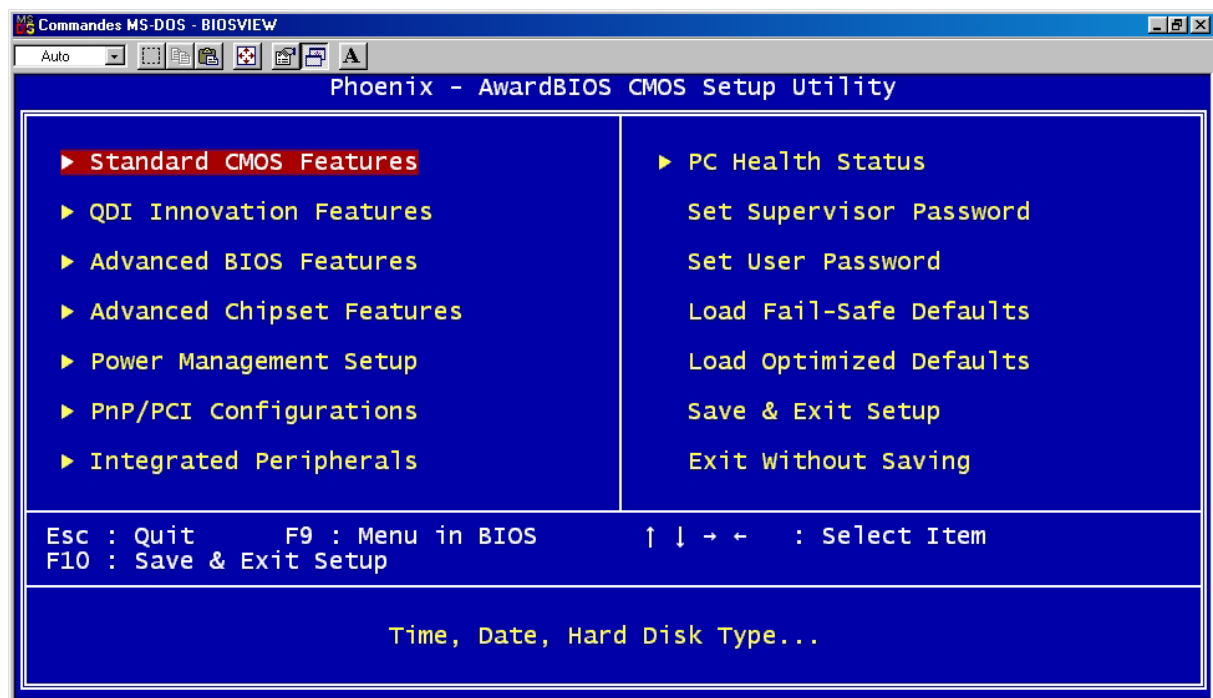 Commandes MS-DOS - BIOSVIEW
Auto
A
Phoenix - AwardBIOS CMOS Setup Utility
▶ Standard CMOS Features
▶ QDI Innovation Features
▶ Advanced BIOS Features
▶ Advanced Chipset Features
▶ Power Management Setup
▶ PnP/PCI Configurations
▶ Integrated Peripherals
▶ PC Health Status
Set Supervisor Password
Set User Password
Load Fail-Safe Defaults
Load Optimized Defaults
Save & Exit Setup
Exit Without Saving
Esc : Quit F9 : Menu in BIOS ↑ ↓ → ← : Select Item
F10 : Save & Exit Setup
Time, Date, Hard Disk Type...